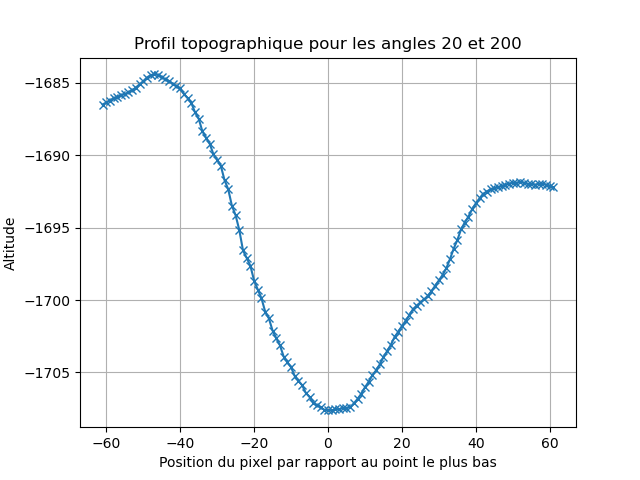 Profil topographique pour les angles 20 et 200
−1685
−1690
−1695
−1700
−1705
Altitude
−60 −40 −20 0 20 40 60
Position du pixel par rapport au point le plus bas